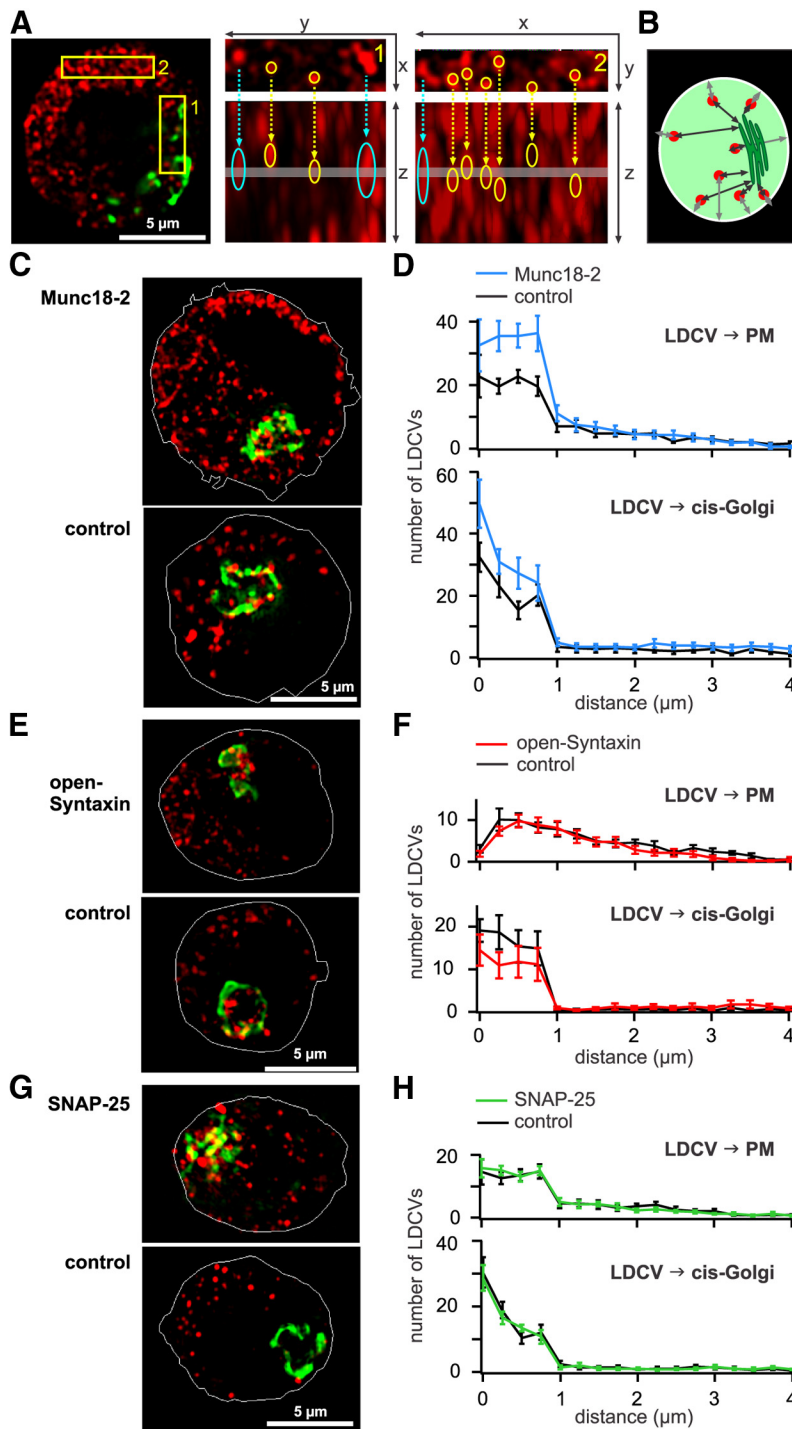 A
2
1
5 µm
y
1
x
z
x
2
y
z
B
C
Munc18-2
control
5 µm
D
Munc18-2
control
LDCV → PM
40
20
0
LDCV → cis-Golgi
60
40
20
0
number of LDCVs
0 1 2 3 4
distance (µm)
E
open-
Syntaxin
control
5 µm
F
open-Syntaxin
control
LDCV → PM
10
0
LDCV → cis-Golgi
20
10
0
number of LDCVs
0 1 2 3 4
distance (µm)
G
SNAP-25
control
5 µm
H
SNAP-25
control
LDCV → PM
20
0
LDCV → cis-Golgi
40
20
0
number of LDCVs
0 1 2 3 4
distance (µm)